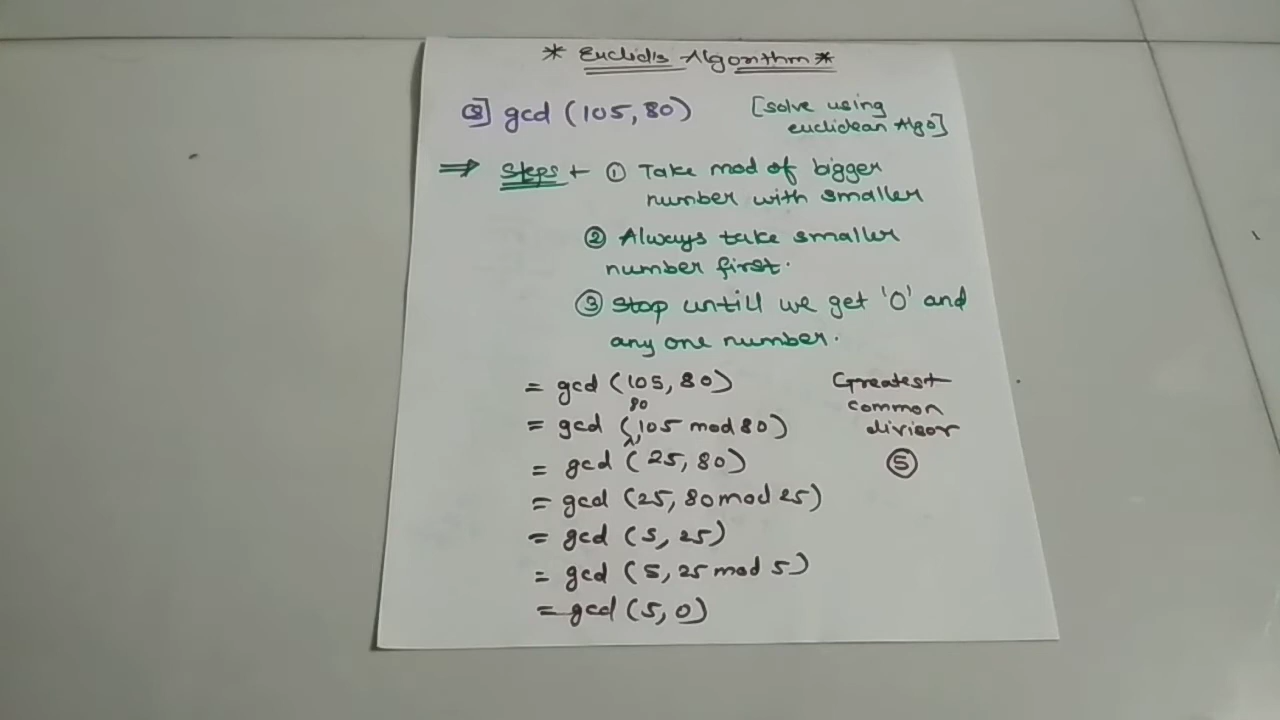 * Euclid's Algorithm *
Q] gcd (105, 80) [solve using
euclidean Algo]
⇒ Steps ① Take mod of bigger
number with smaller
② Always take smaller
number first.
③ Stop untill we get '0' and
any one number.
= gcd (105, 80)
= gcd (80, 105 mod 80)
= gcd (25, 80)
= gcd (25, 80 mod 25)
= gcd (5, 25)
= gcd (5, 25 mod 5)
= gcd (5, 0)
Greatest
common
divisor
⑤